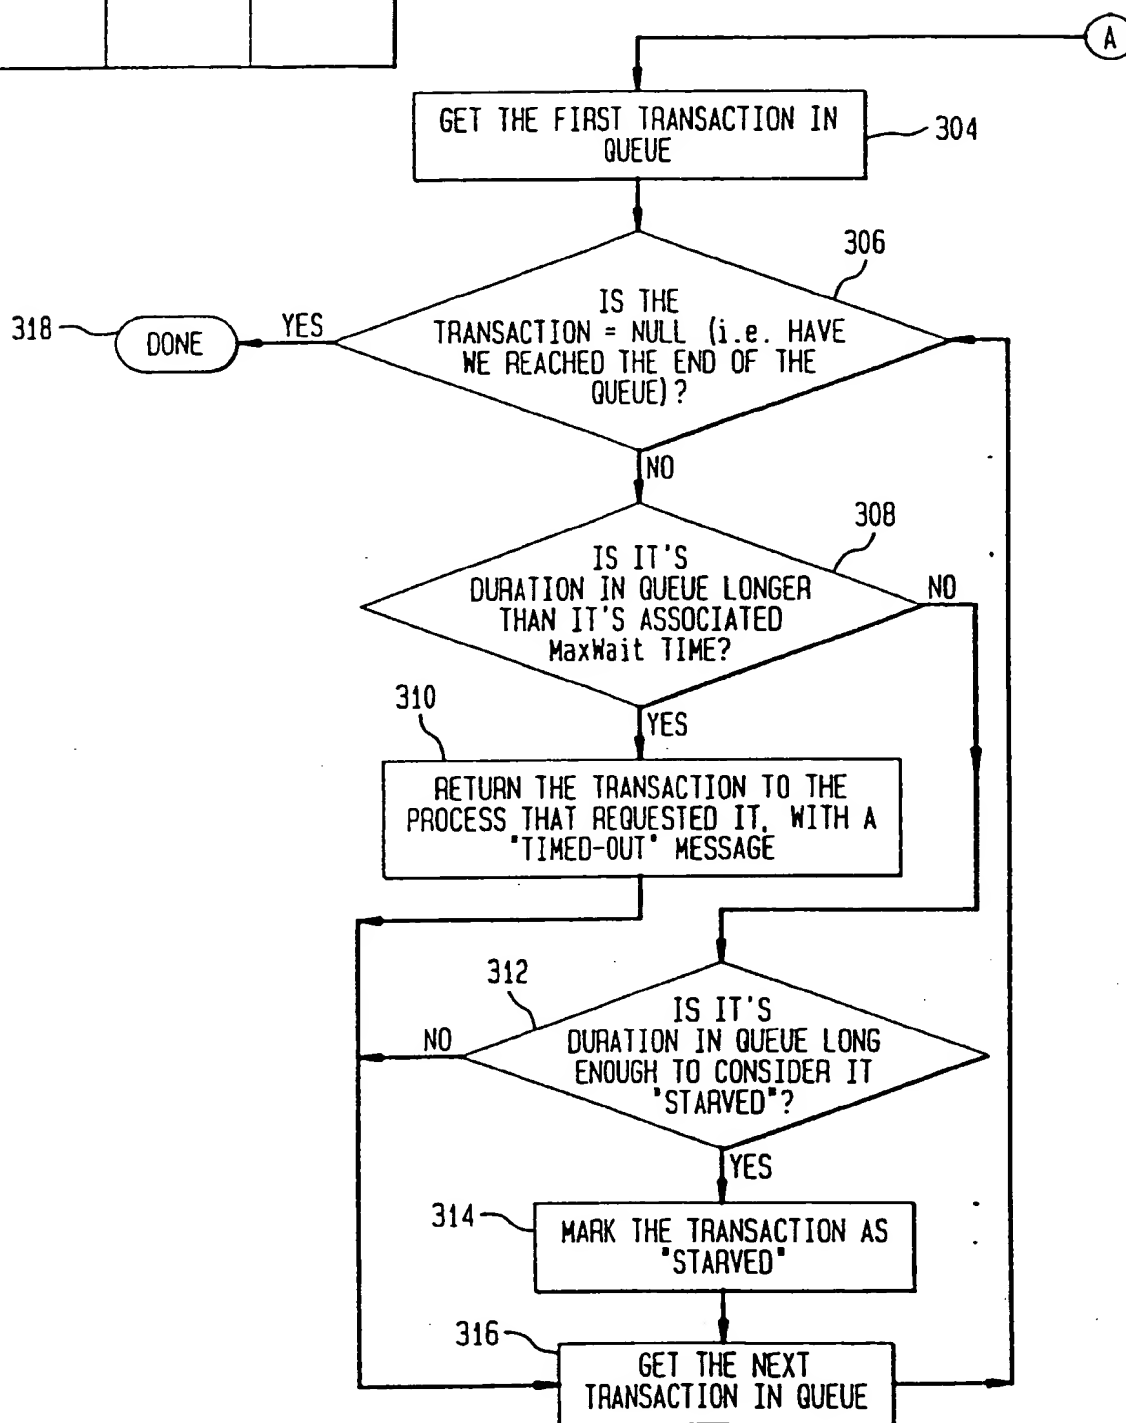 A
GET THE FIRST TRANSACTION IN
QUEUE
304
306
IS THE
TRANSACTION = NULL (i.e. HAVE
WE REACHED THE END OF THE
QUEUE)?
318
DONE
YES
NO
308
IS IT'S
DURATION IN QUEUE LONGER
THAN IT'S ASSOCIATED
MaxWait TIME?
NO
310
YES
RETURN THE TRANSACTION TO THE
PROCESS THAT REQUESTED IT, WITH A
"TIMED-OUT" MESSAGE
312
IS IT'S
DURATION IN QUEUE LONG
ENOUGH TO CONSIDER IT
"STARVED"?
NO
YES
314
MARK THE TRANSACTION AS
"STARVED"
316
GET THE NEXT
TRANSACTION IN QUEUE